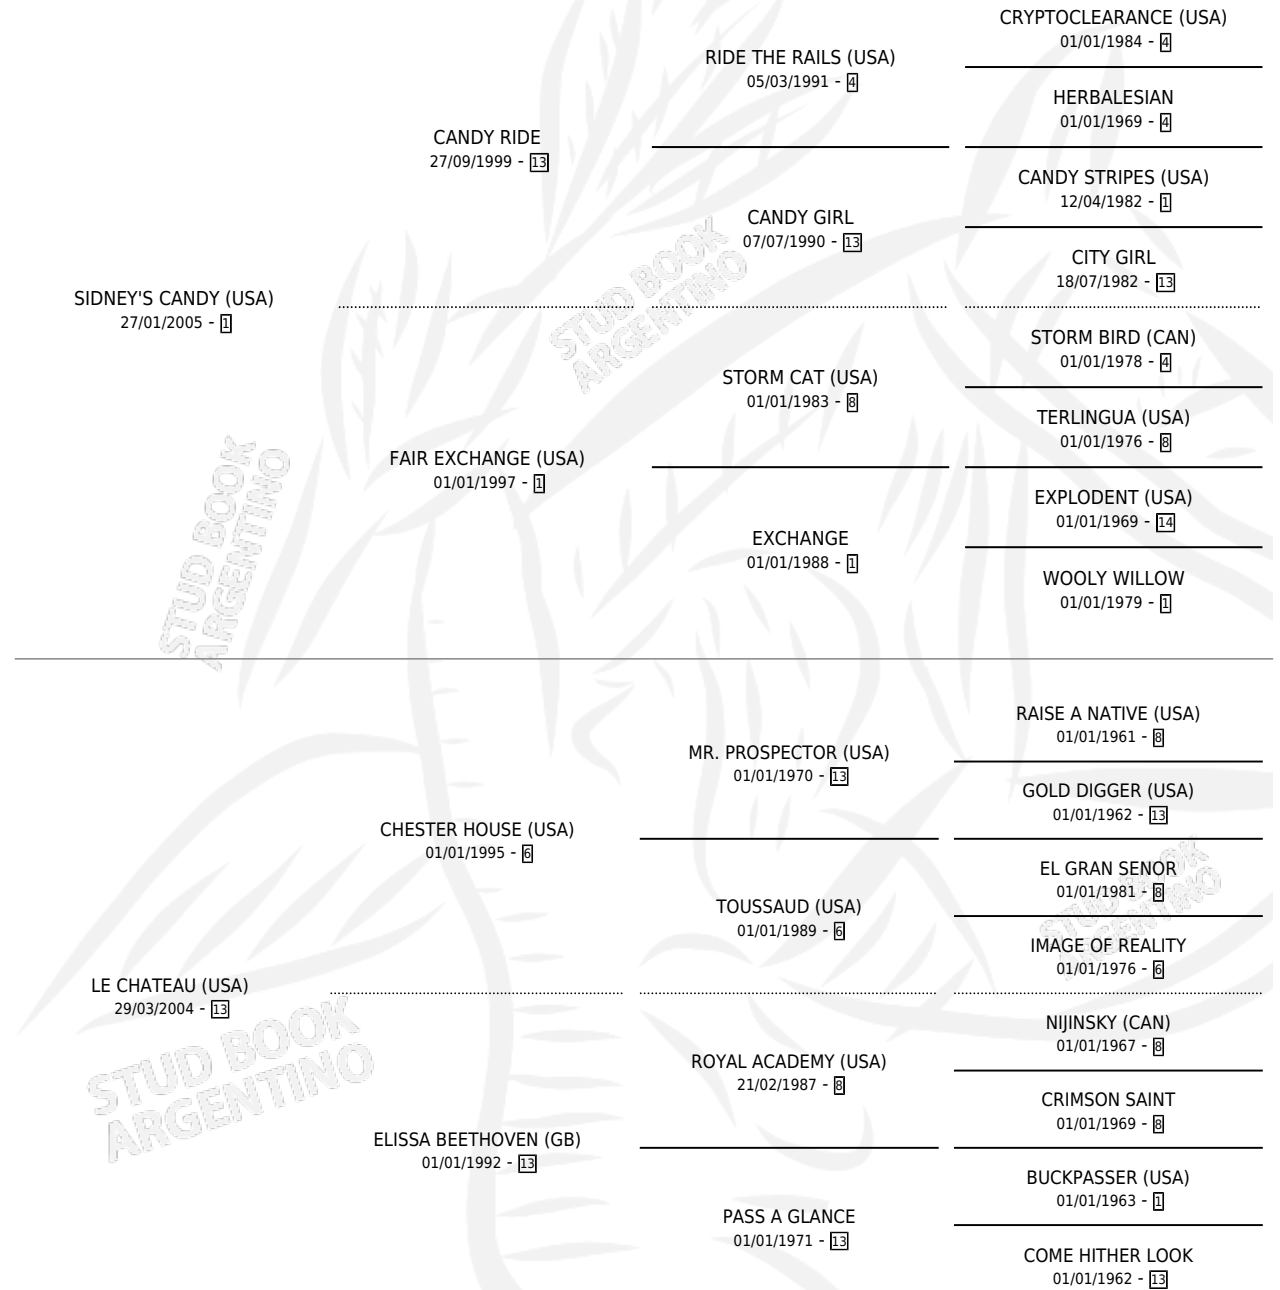 CRYPTOCLEARANCE (USA)
01/01/1984 - 4
RIDE THE RAILS (USA)
05/03/1991 - 4
HERBALESIAN
01/01/1969 - 4
CANDY RIDE
27/09/1999 - 13
CANDY STRIPES (USA)
12/04/1982 - 1
CANDY GIRL
07/07/1990 - 13
CITY GIRL
18/07/1982 - 13
SIDNEY'S CANDY (USA)
27/01/2005 - 1
STUD BOOK
ARGENTINO
STORM BIRD (CAN)
01/01/1978 - 4
STORM CAT (USA)
01/01/1983 - 8
TERLINGUA (USA)
01/01/1976 - 8
FAIR EXCHANGE (USA)
01/01/1997 - 1
EXPLODENT (USA)
01/01/1969 - 14
EXCHANGE
01/01/1988 - 1
WOOLY WILLOW
01/01/1979 - 1
STUD BOOK
ARGENTINO
RAISE A NATIVE (USA)
01/01/1961 - 8
MR. PROSPECTOR (USA)
01/01/1970 - 13
GOLD DIGGER (USA)
01/01/1962 - 13
CHESTER HOUSE (USA)
01/01/1995 - 6
EL GRAN SENOR
01/01/1981 - 8
TOUSSAUD (USA)
01/01/1989 - 6
STUD BOOK
ARGENTINO
IMAGE OF REALITY
01/01/1976 - 6
LE CHATEAU (USA)
29/03/2004 - 13
NIJINSKY (CAN)
01/01/1967 - 8
ROYAL ACADEMY (USA)
21/02/1987 - 8
CRIMSON SAINT
01/01/1969 - 8
STUD BOOK
ARGENTINO
ELISSA BEETHOVEN (GB)
01/01/1992 - 13
BUCKPASSER (USA)
01/01/1963 - 1
PASS A GLANCE
01/01/1971 - 13
COME HITHER LOOK
01/01/1962 - 13